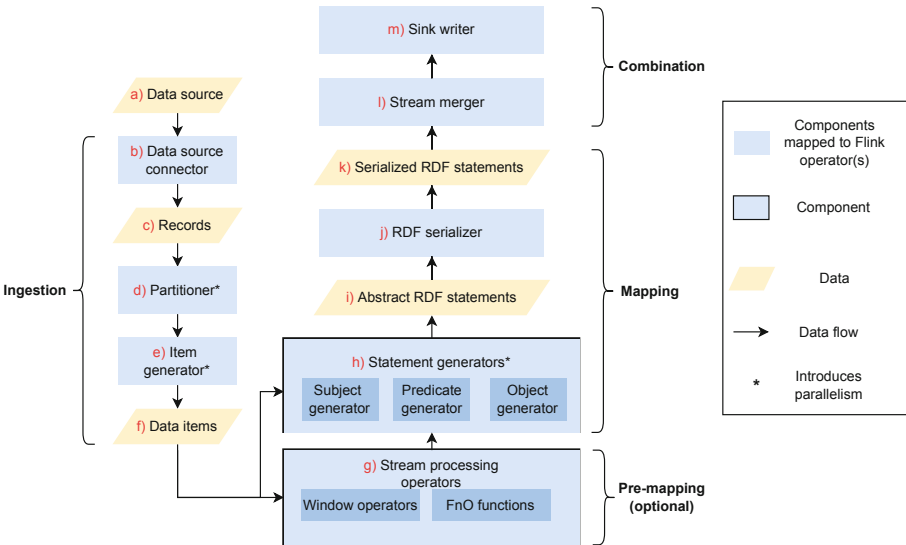 a) Data source
b) Data source
connector
c) Records
d) Partitioner*
e) Item
generator*
f) Data items
Ingestion
m) Sink writer
l) Stream merger
Combination
k) Serialized RDF statements
j) RDF serializer
i) Abstract RDF statements
Mapping
h) Statement generators*
Subject
generator
Predicate
generator
Object
generator
g) Stream processing
operators
Window operators
FnO functions
Pre-mapping
(optional)
Components
mapped to Flink
operator(s)
Component
Data
Data flow
*
Introduces
parallelism